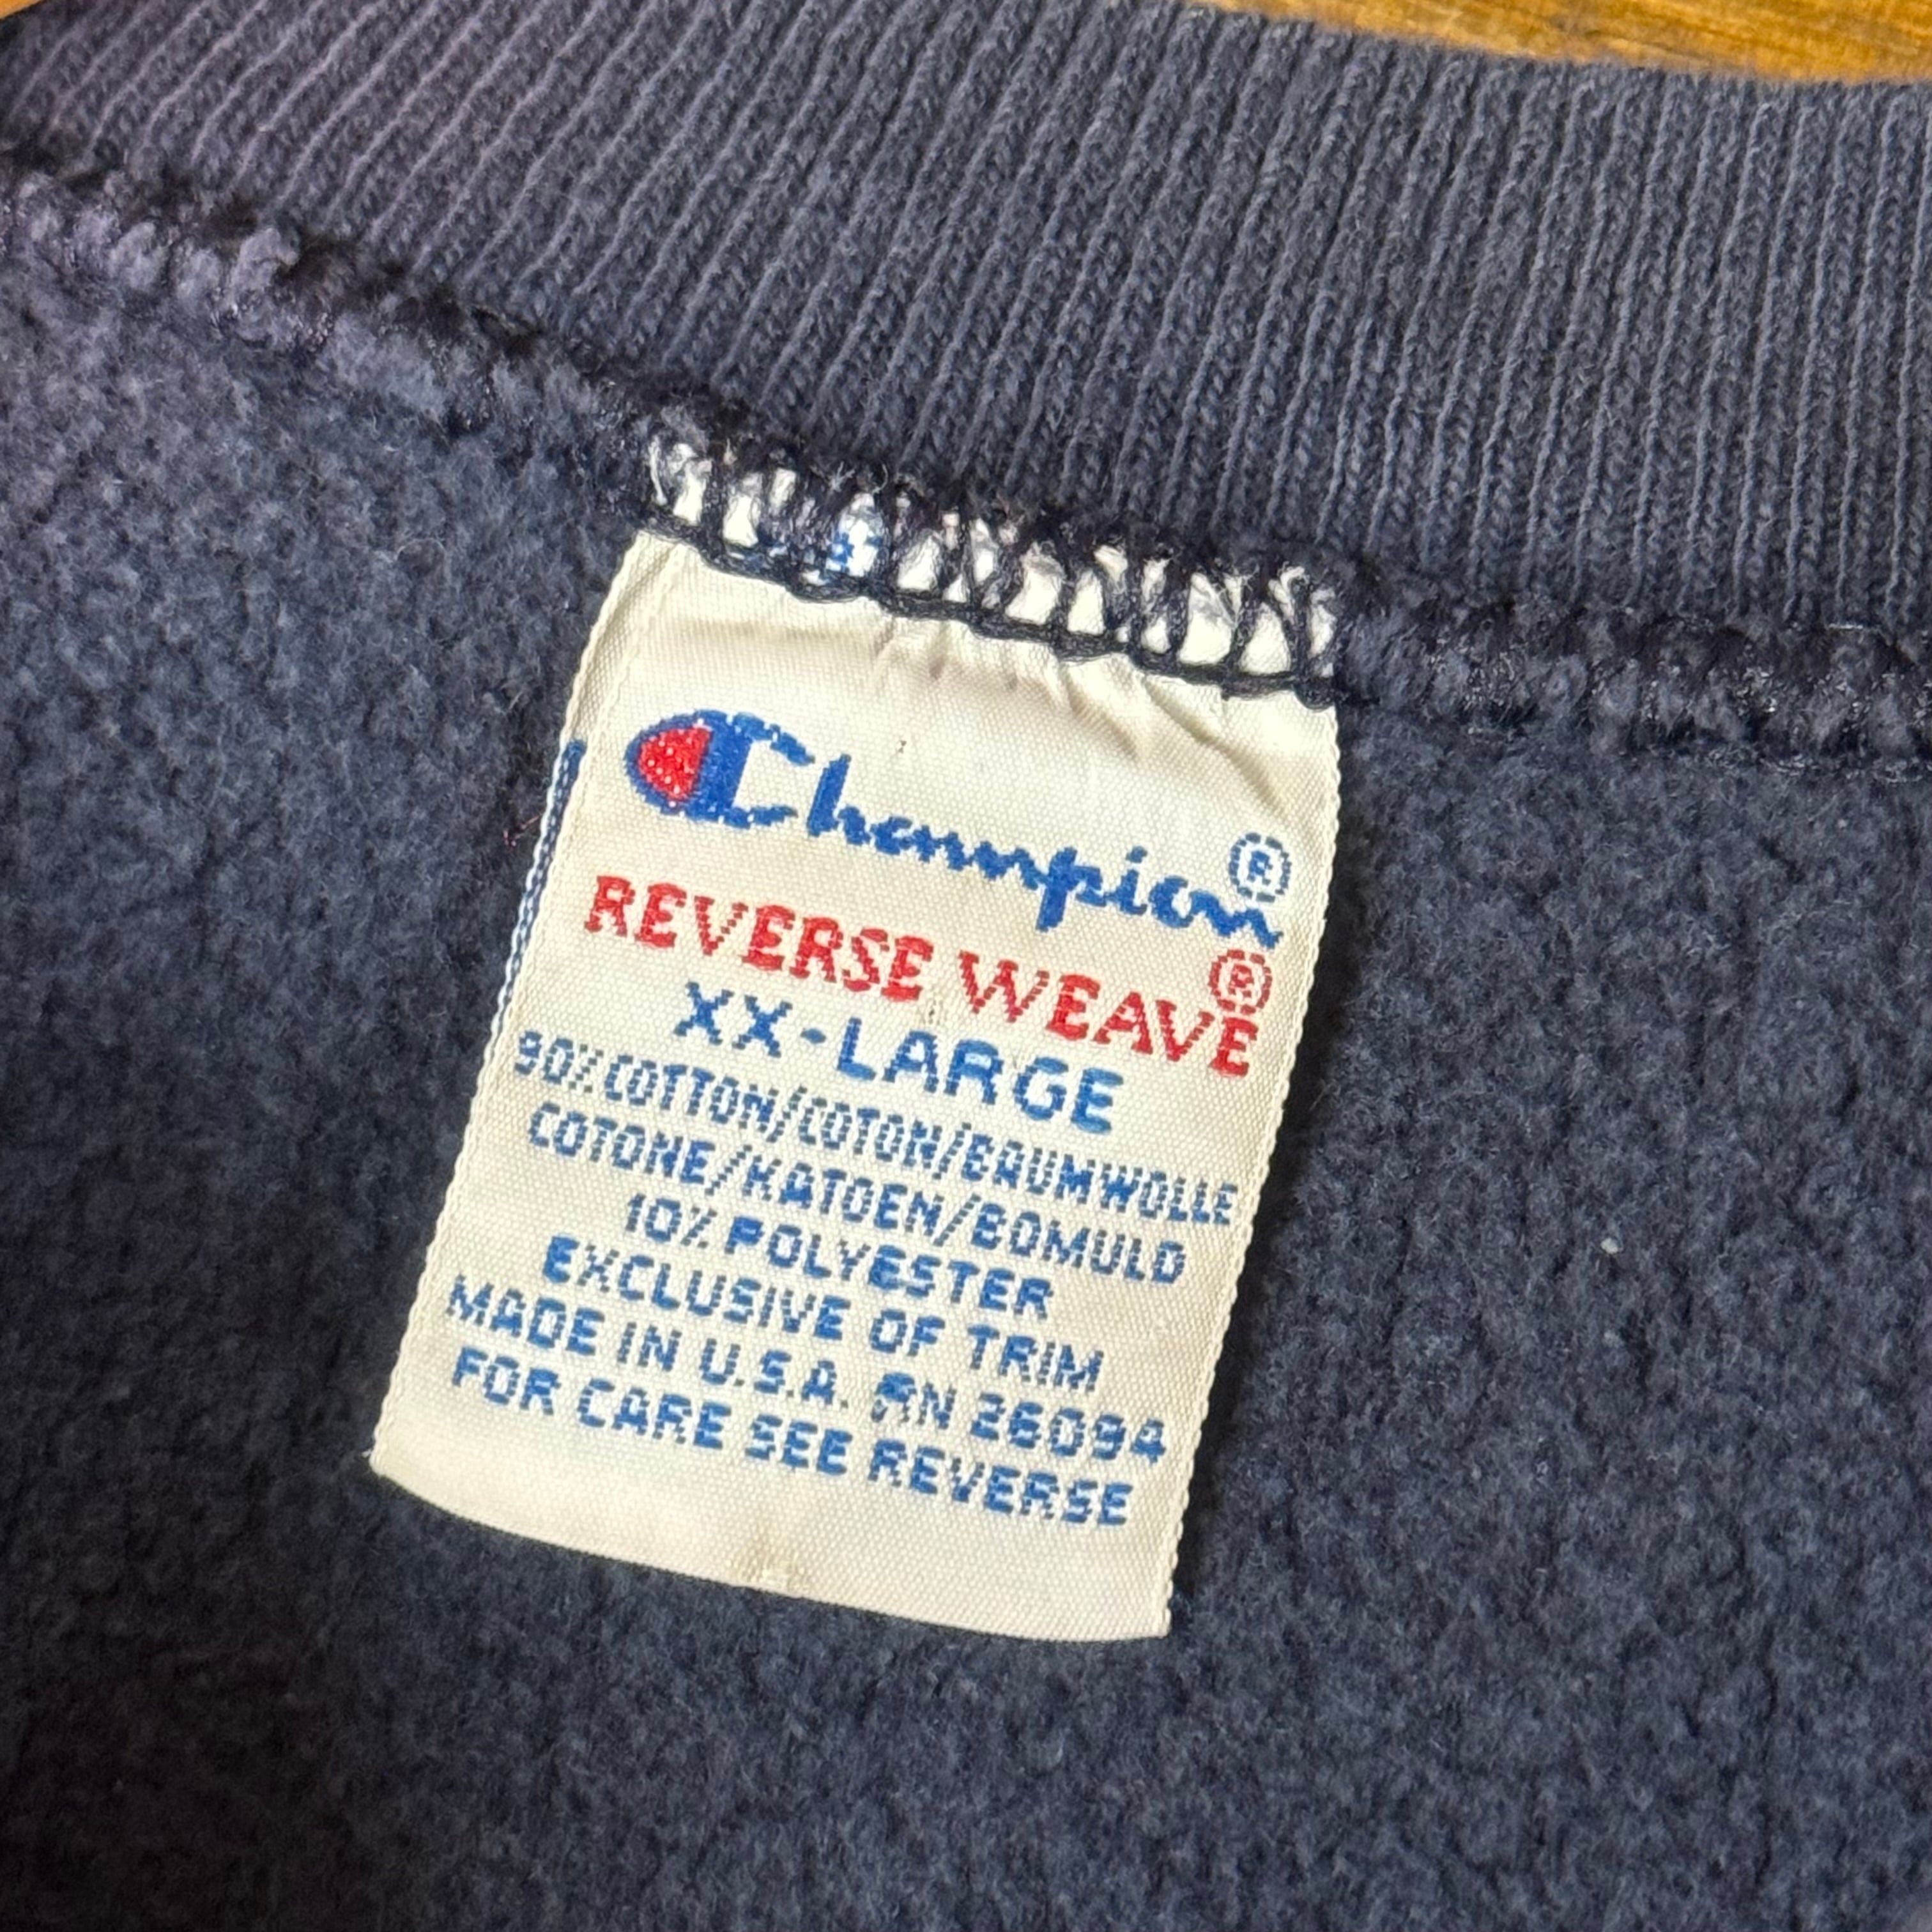 Champion®
REVERSE WEAVE®
XX-LARGE
90% COTTON/COTON/BAUMWOLLE
COTONE/KATOEN/BOMULD
10% POLYESTER
EXCLUSIVE OF TRIM
MADE IN U.S.A. RN 26094
FOR CARE SEE REVERSE